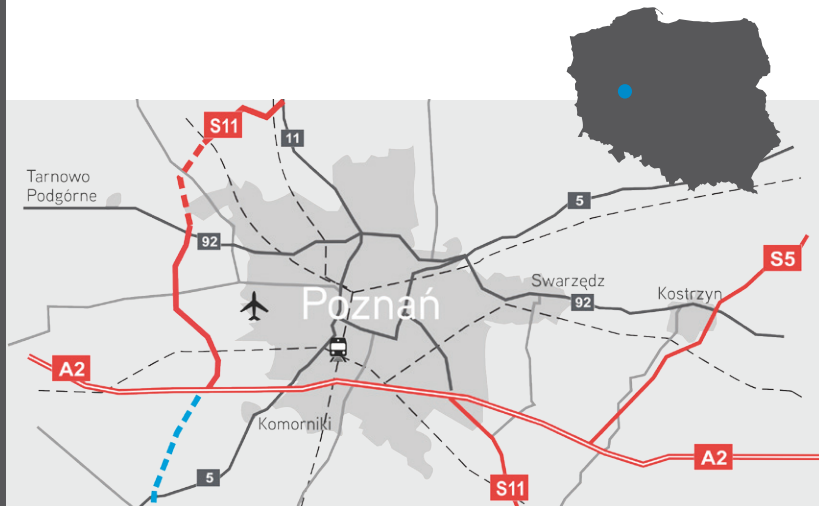 S11
11
Tarnowo
Podgórne
5
92
S5
Swarzędz
Kostrzyn
Poznań
92
A2
Komorniki
A2
5
S11